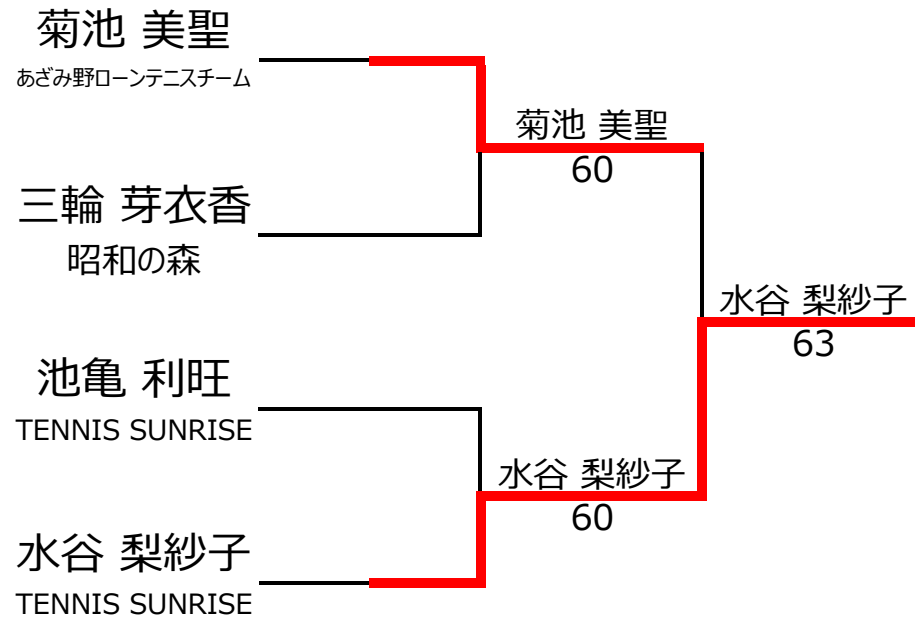 菊池 美聖
あざみ野ローンテニスチーム
菊池 美聖
60
三輪 芽衣香
昭和の森
水谷 梨紗子
63
池亀 利旺
TENNIS SUNRISE
水谷 梨紗子
60
水谷 梨紗子
TENNIS SUNRISE